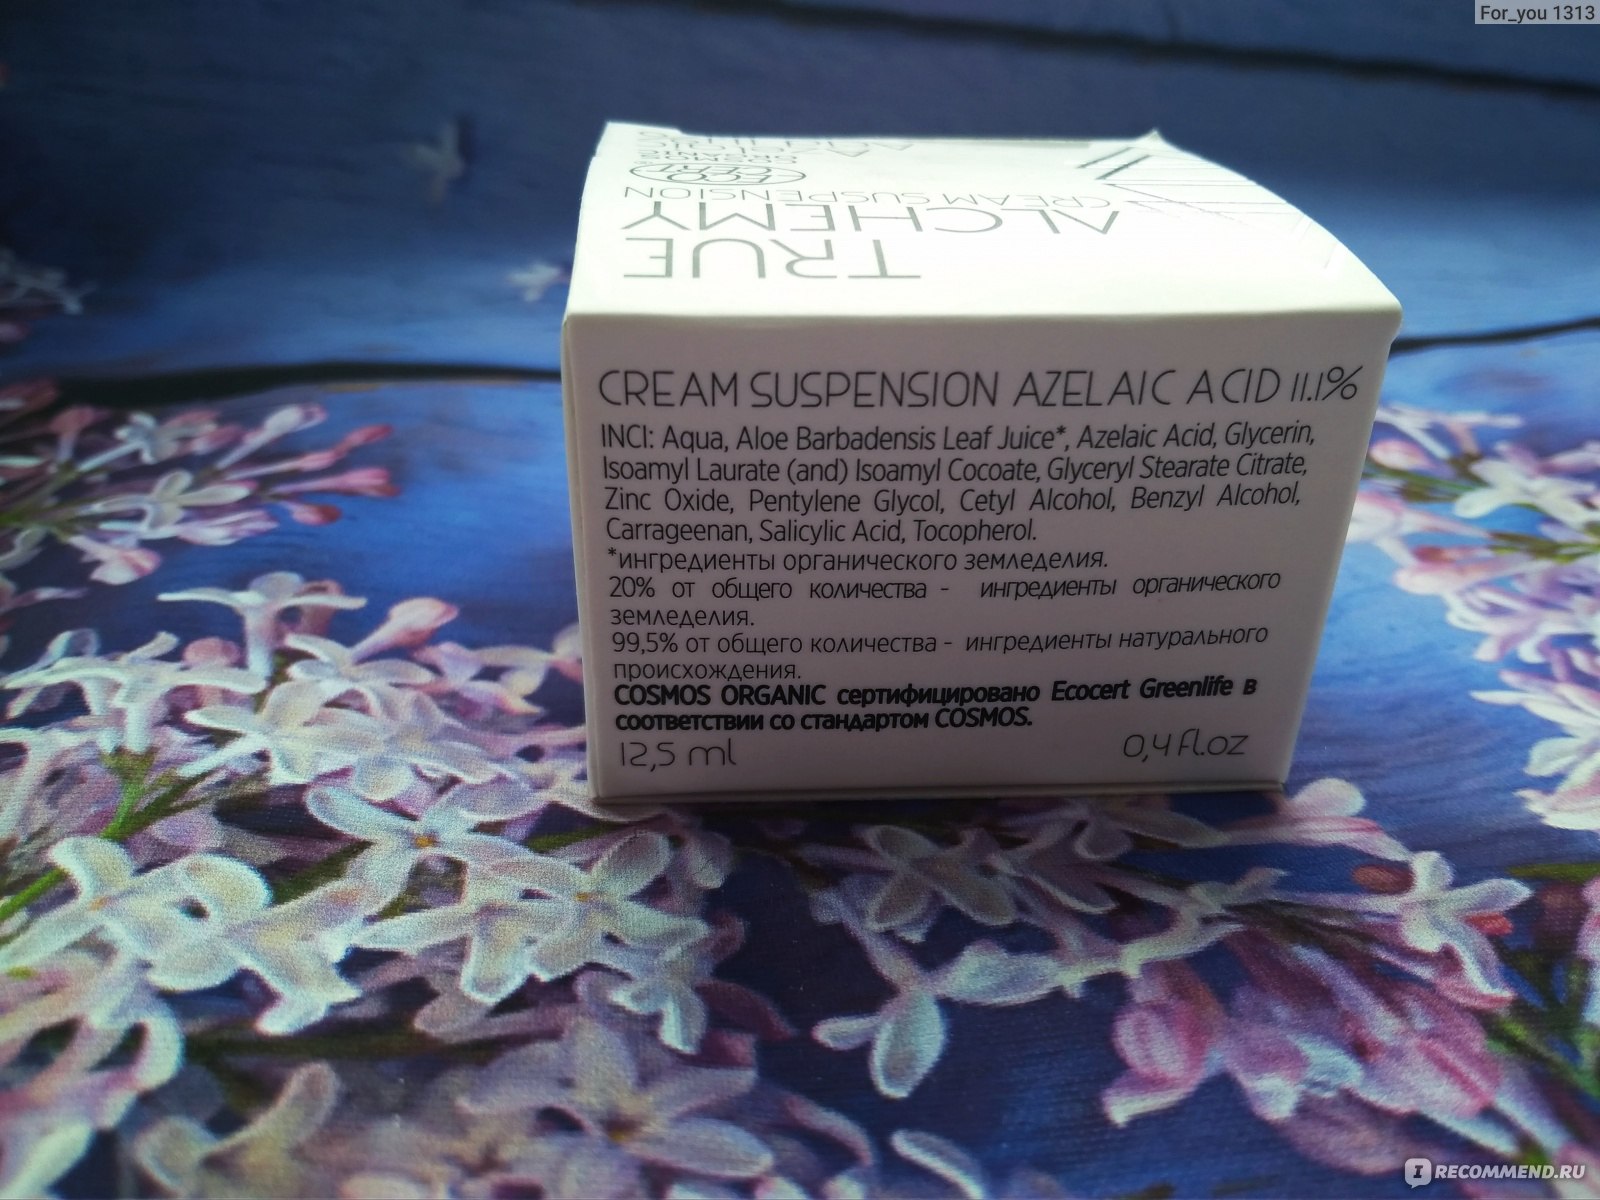 For_you 1313
TRUE
ALCHEMY
CREAM SUSPENSION
ECO
CERT
CREAM SUSPENSION AZELAIC ACID 11.1%
INCI: Aqua, Aloe Barbadensis Leaf Juice*, Azelaic Acid, Glycerin,
Isoamyl Laurate (and) Isoamyl Cocoate, Glyceryl Stearate Citrate,
Zinc Oxide, Pentylene Glycol, Cetyl Alcohol, Benzyl Alcohol,
Carrageenan, Salicylic Acid, Tocopherol.
*ингредиенты органического земледелия.
20% от общего количества - ингредиенты органического
земледелия.
99,5% от общего количества - ингредиенты натурального
происхождения.
COSMOS ORGANIC сертифицировано Ecocert Greenlife в
соответствии со стандартом COSMOS.
12,5 ml 0,4 fl.oz
IRECOMMEND.RU